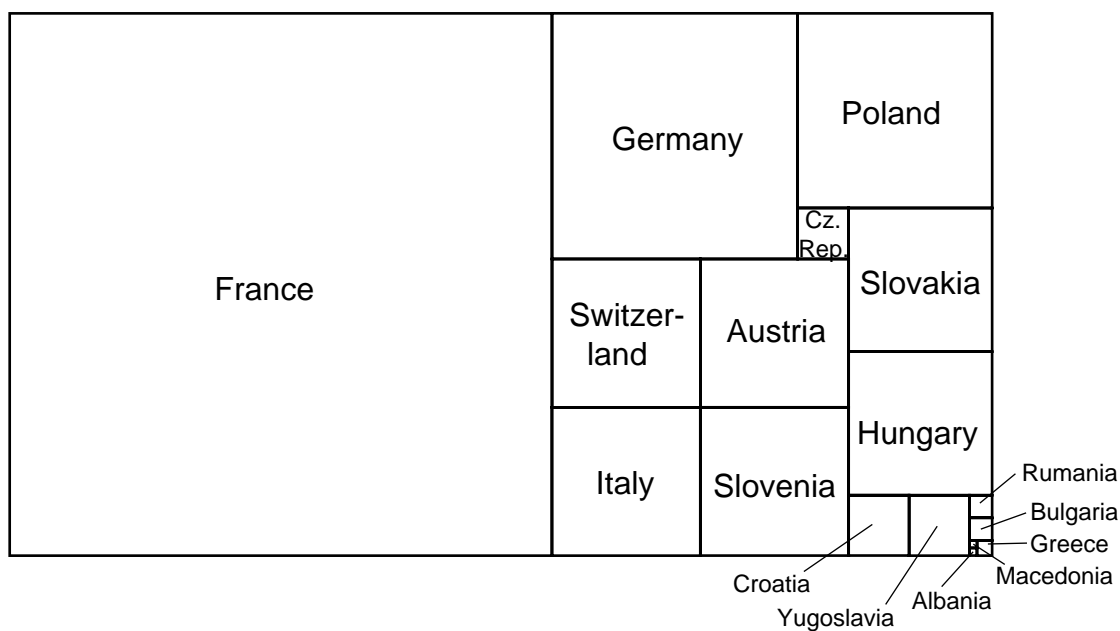 Poland
Germany
Cz.
Rep.
France
Slovakia
Switzer-
land
Austria
Hungary
Italy
Slovenia
Rumania
Bulgaria
Greece
Macedonia
Croatia
Albania
Yugoslavia